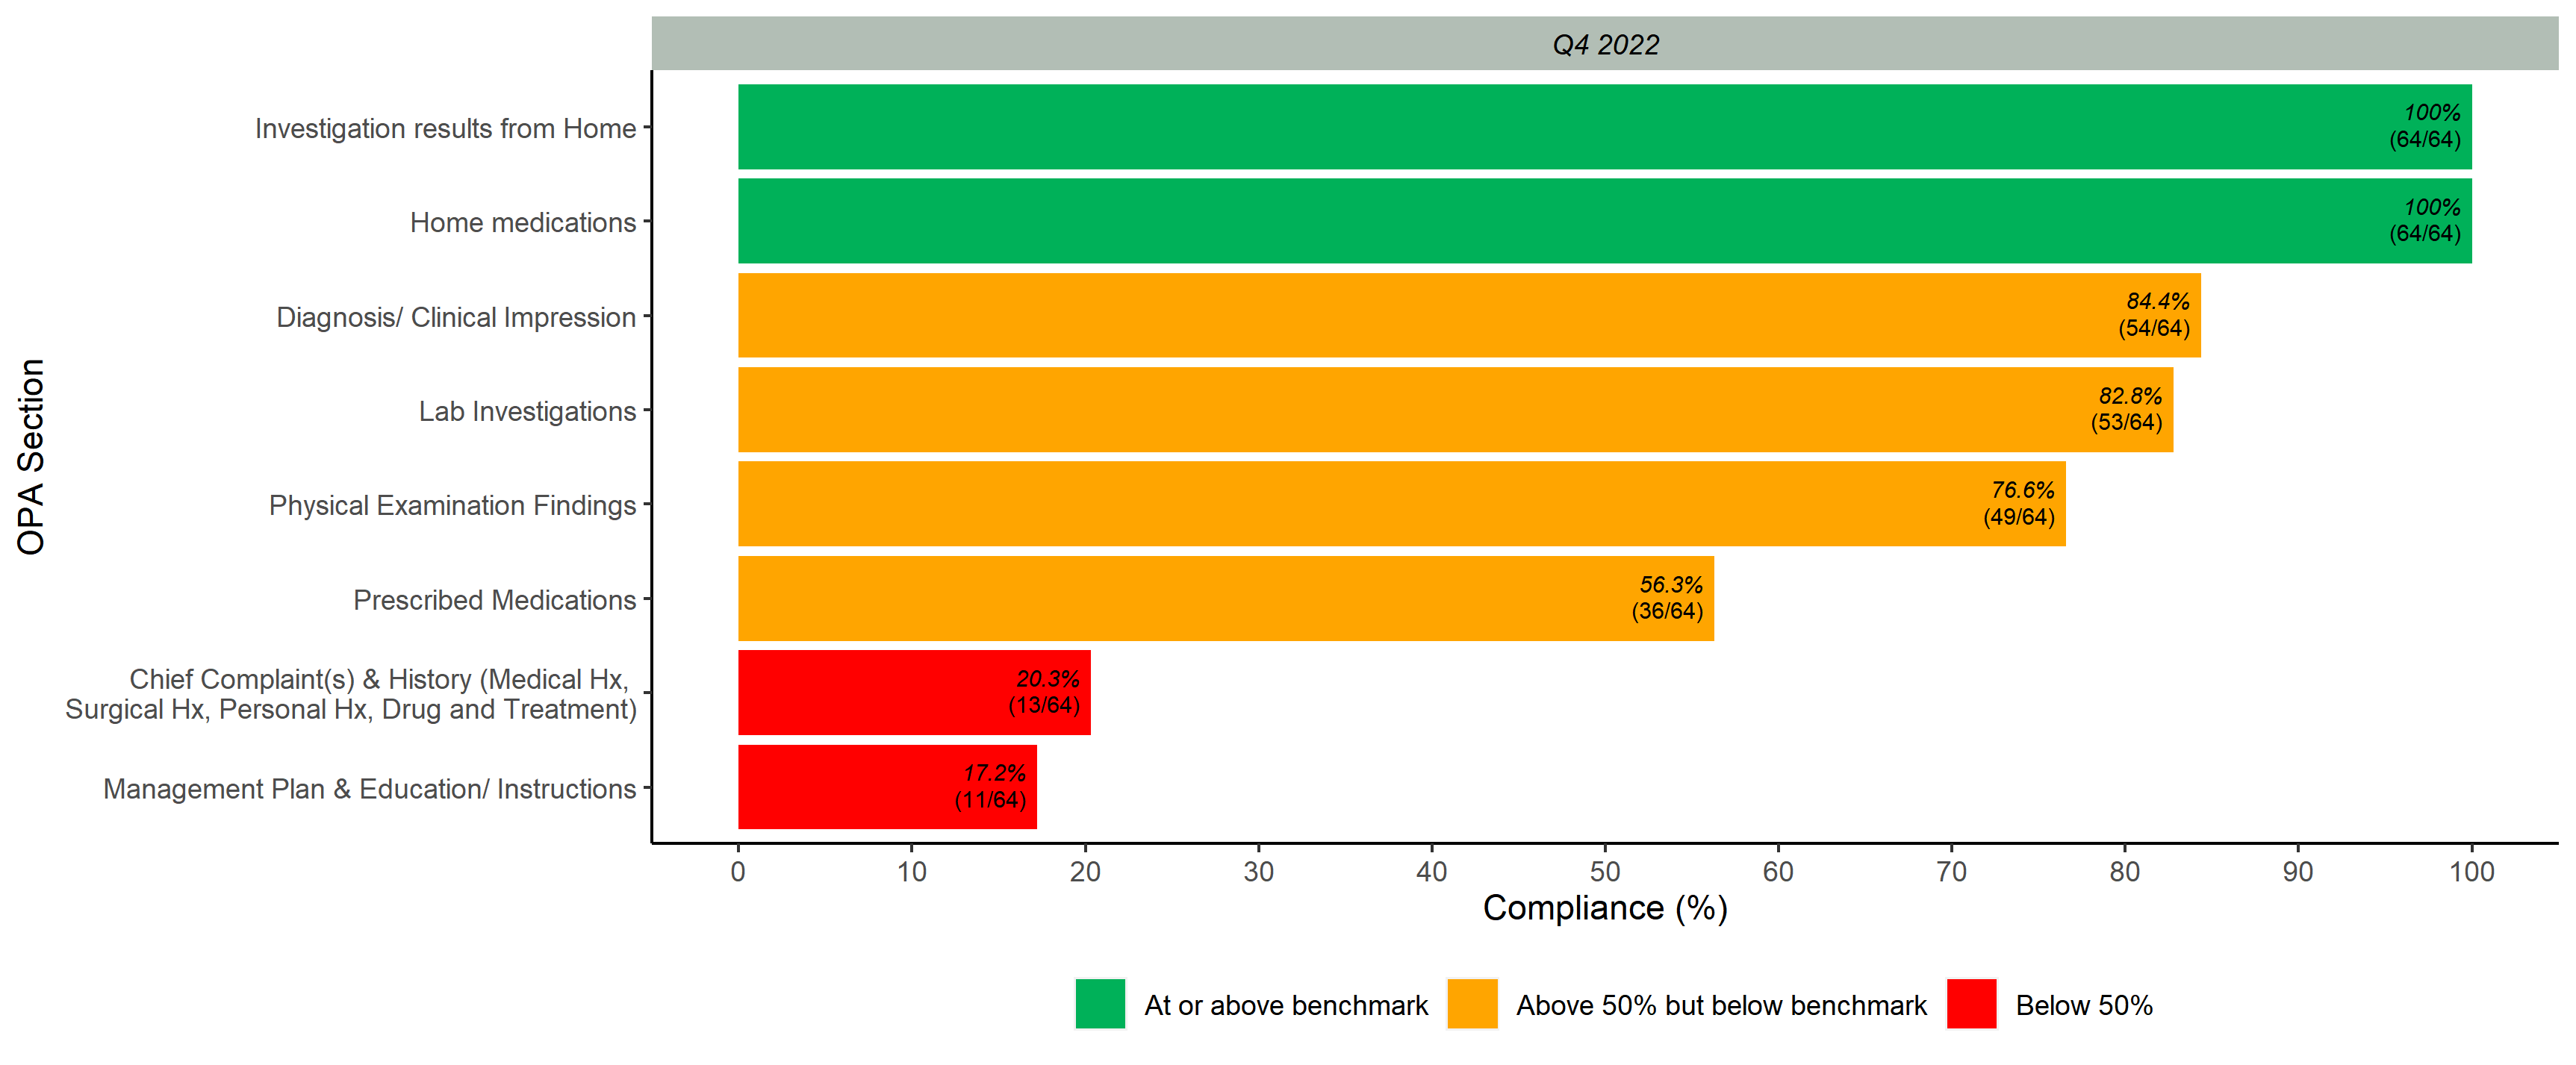 Q4 2022
OPA Section
Investigation results from Home
100%
(64/64)
Home medications
100%
(64/64)
Diagnosis/ Clinical Impression
84.4%
(54/64)
Lab Investigations
82.8%
(53/64)
Physical Examination Findings
76.6%
(49/64)
Prescribed Medications
56.3%
(36/64)
Chief Complaint(s) & History (Medical Hx,
Surgical Hx, Personal Hx, Drug and Treatment)
20.3%
(13/64)
Management Plan & Education/ Instructions
17.2%
(11/64)
0 10 20 30 40 50 60 70 80 90 100
Compliance (%)
At or above benchmark Above 50% but below benchmark Below 50%